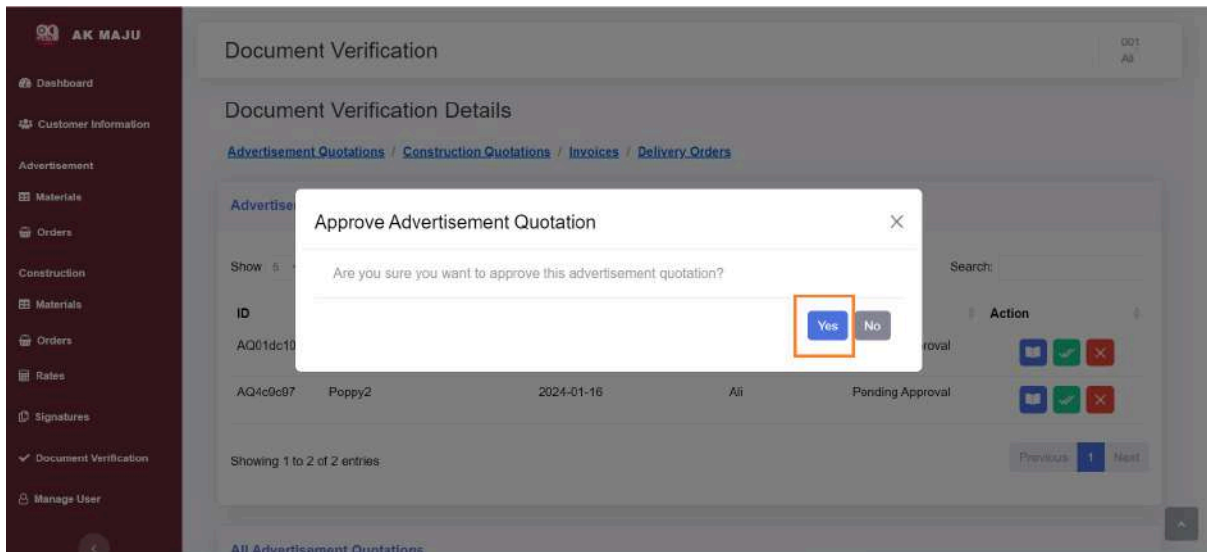 AK MAJU
Dashboard
Customer Information
Advertisement
Materials
Orders
Construction
Materials
Orders
Rates
Signatures
Document Verification
Manage User
Document Verification
001
Ali
Document Verification Details
Advertisement Quotations / Construction Quotations / Invoices / Delivery Orders
Advertise
Approve Advertisement Quotation
Show 5
Are you sure you want to approve this advertisement quotation?
Search:
Yes No
ID Action
AQ01dc10 roval
AQ4c9c97 Poppy2 2024-01-16 Ali Pending Approval
Showing 1 to 2 of 2 entries
Previous 1 Next
All Advertisement Quotations